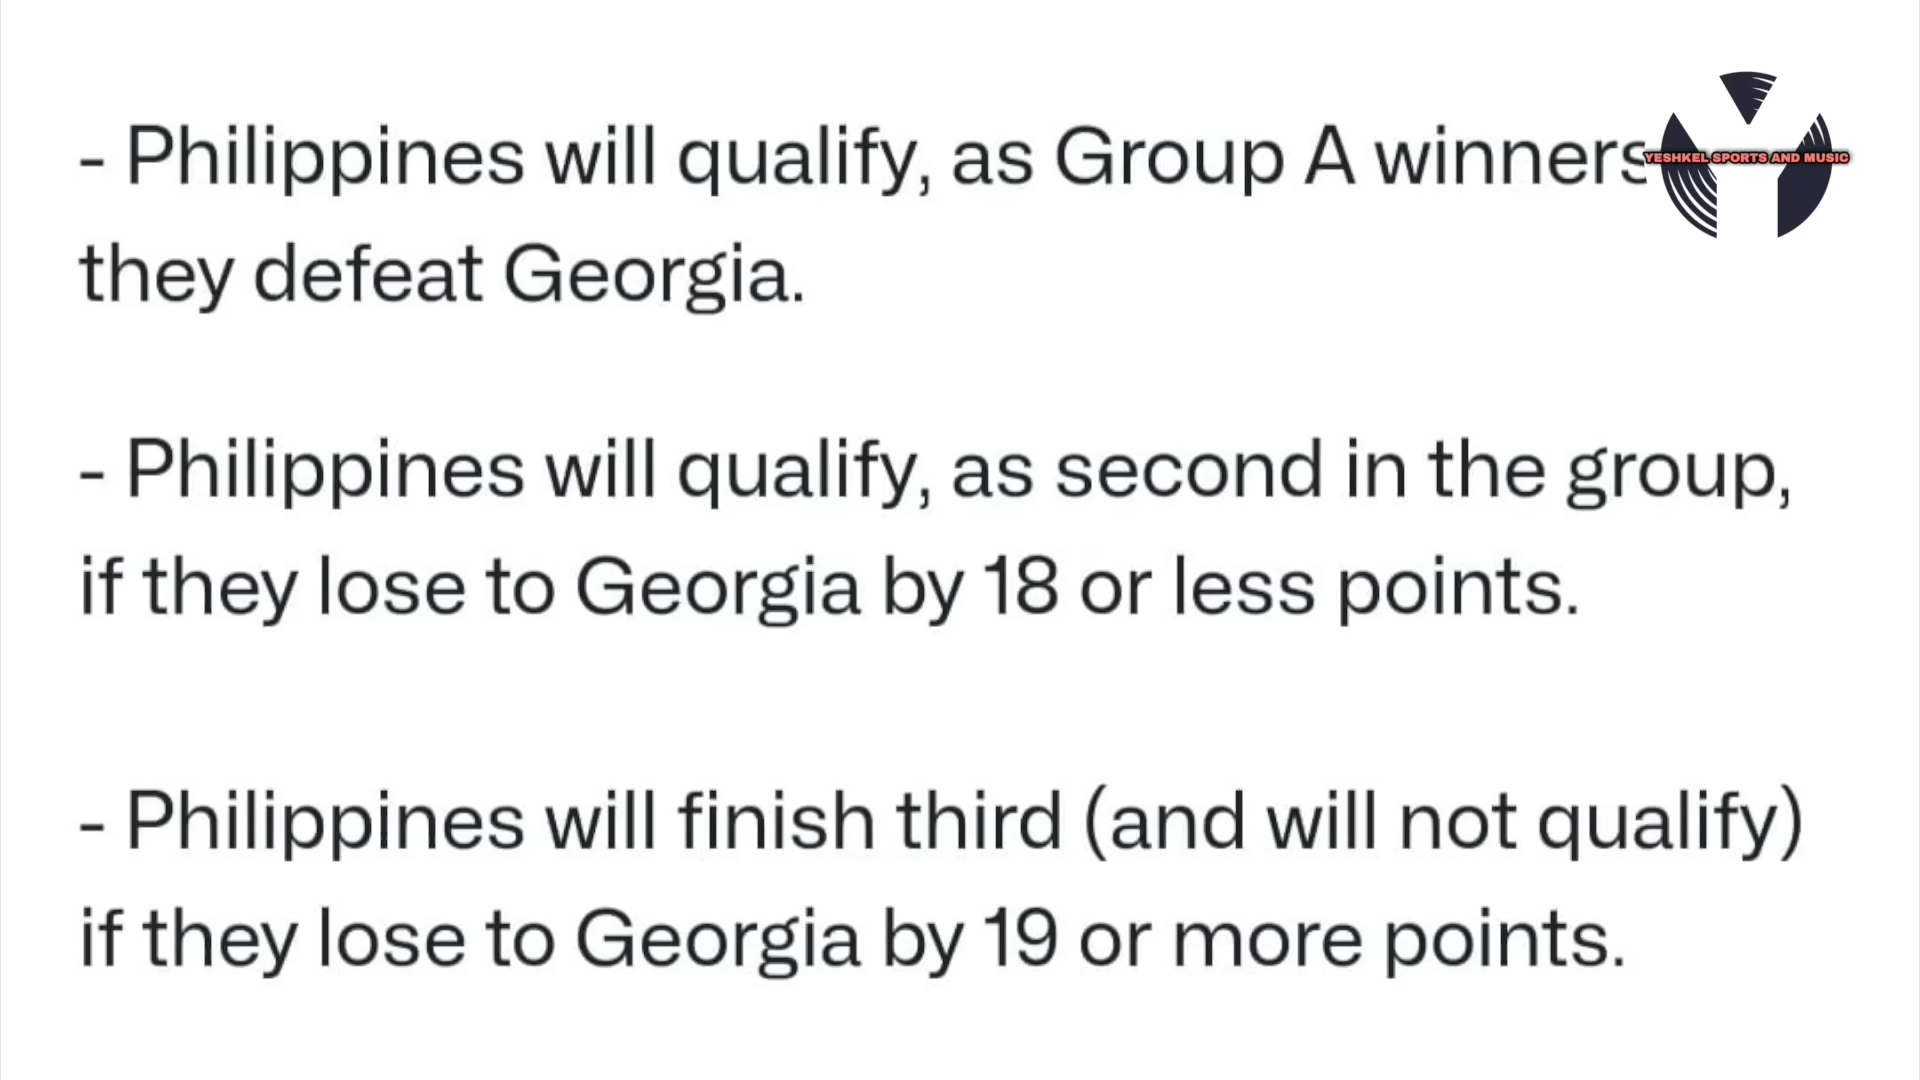 - Philippines will qualify, as Group A winners
YESHKEL SPORTS AND MUSIC
they defeat Georgia.
- Philippines will qualify, as second in the group,
if they lose to Georgia by 18 or less points.
- Philippines will finish third (and will not qualify)
if they lose to Georgia by 19 or more points.